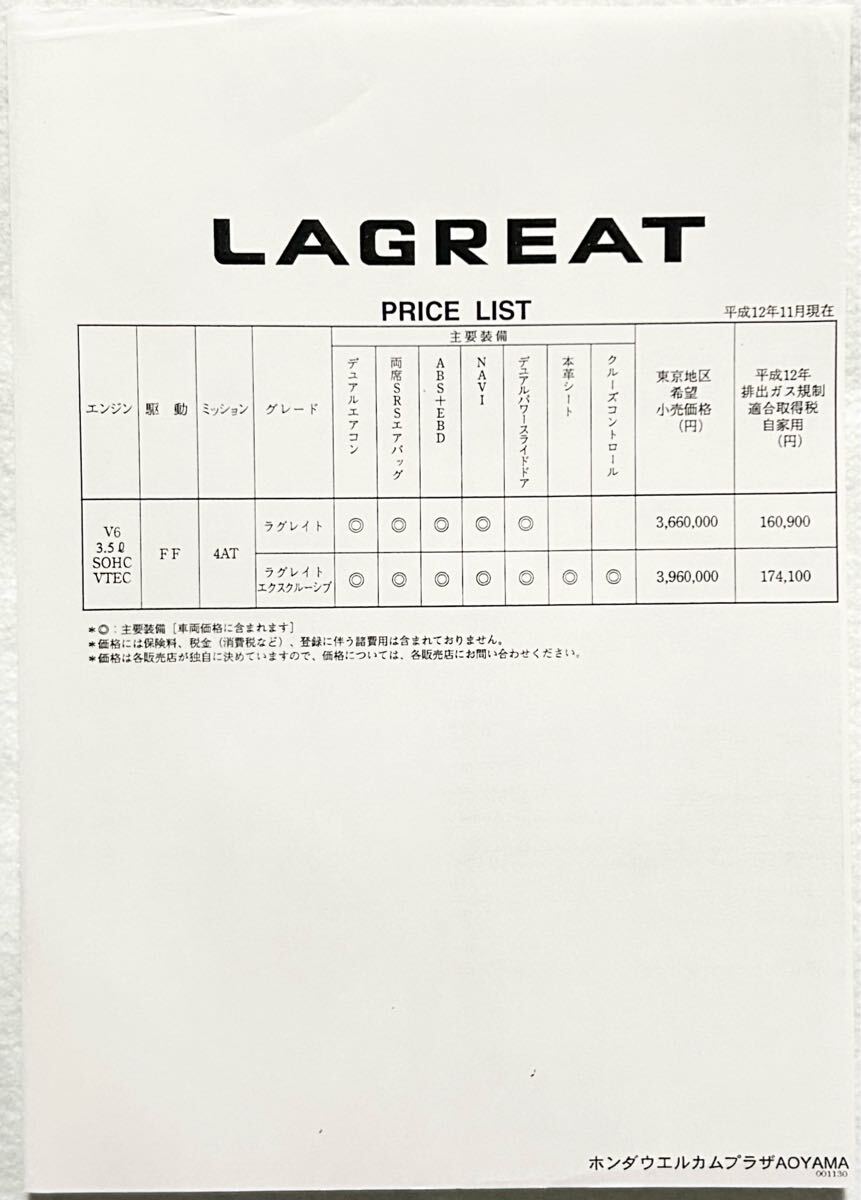 LAGREAT
PRICE LIST
平成12年11月現在
エンジン
駆動
ミッション
グレード
主要装備
デュアルエアコン
両席SRSエアバッグ
ABS+EBD
NAVI
デュアルパワースライドドア
本革シート
クルーズコントロール
東京地区
希望
小売価格
(円)
平成12年
排出ガス規制
適合取得税
自家用
(円)
V6
3.5ℓ
SOHC
VTEC
FF
4AT
ラグレイト
◎ ◎ ◎ ◎ ◎
3,660,000
160,900
ラグレイト
エクスクルーシブ
◎ ◎ ◎ ◎ ◎ ◎ ◎
3,960,000
174,100
*◎:主要装備[車両価格に含まれます]
*価格には保険料、税金(消費税など)、登録に伴う諸費用は含まれておりません。
*価格は各販売店が独自に決めていますので、価格については、各販売店にお問い合わせください。
ホンダウエルカムプラザAOYAMA
001130